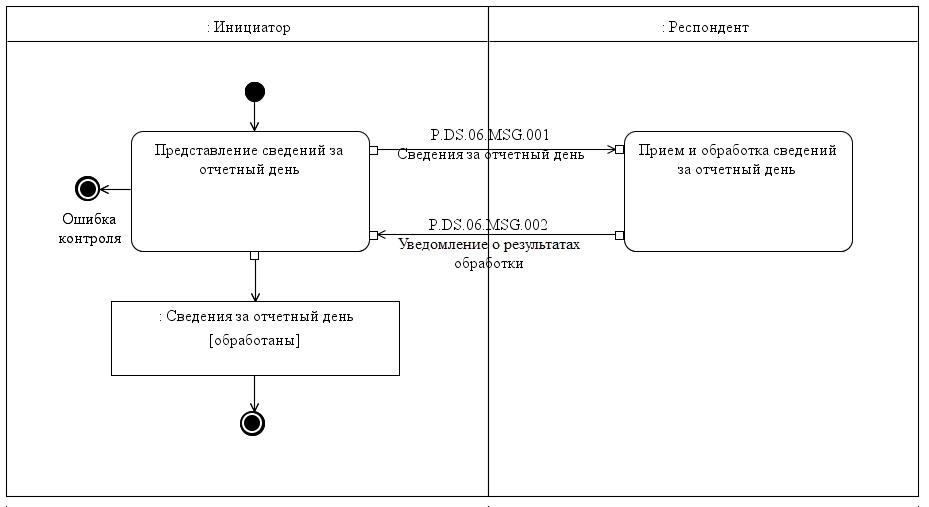 : Инициатор
: Респондент
P.DS.06.MSG.001
Сведения за отчетный день
Представление сведений за
отчетный день
Прием и обработка сведений
за отчетный день
Ошибка
контроля
P.DS.06.MSG.002
Уведомление о результатах
обработки
: Сведения за отчетный день
[обработаны]